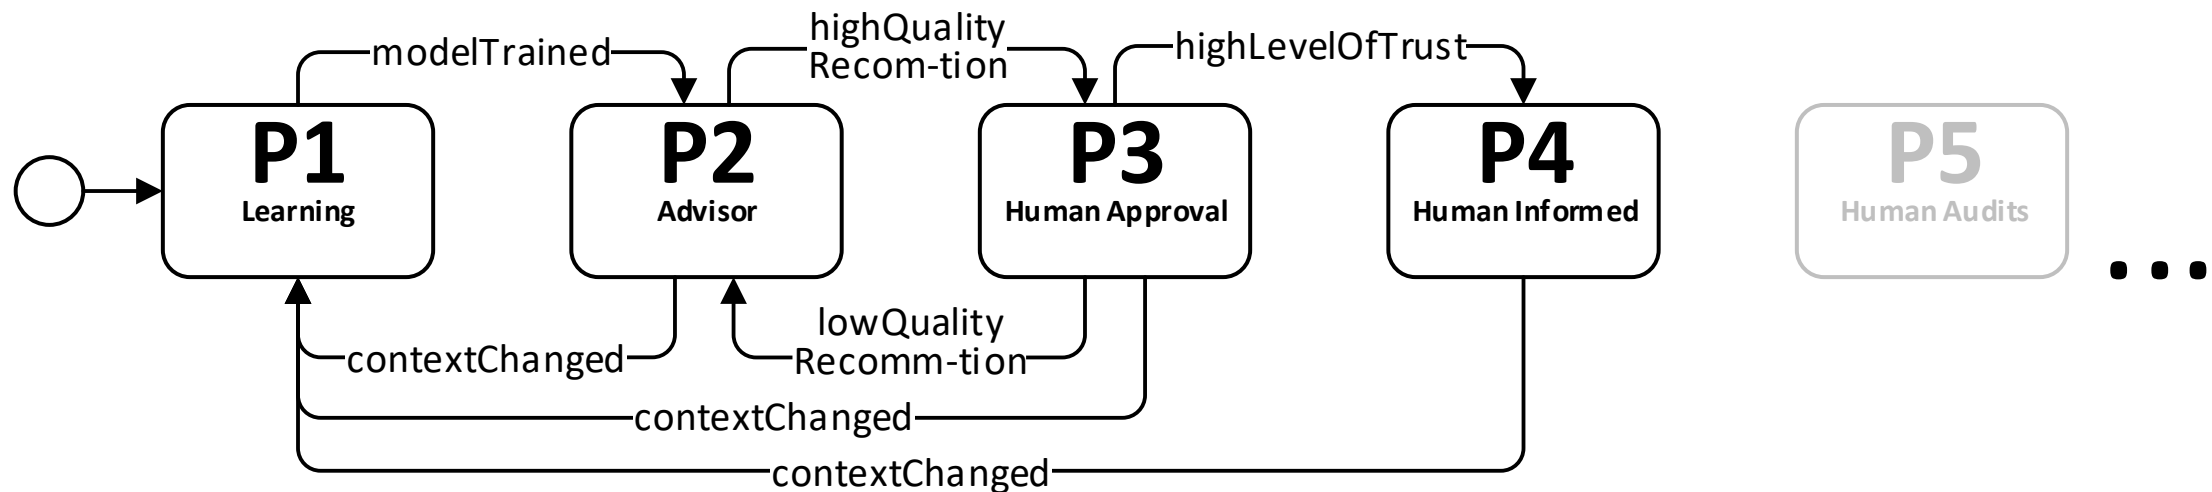 modelTrained
highQuality
Recom-tion
highLevelOfTrust
P1
Learning
P2
Advisor
P3
Human Approval
P4
Human Informed
P5
Human Audits
...
lowQuality
Recomm-tion
contextChanged
contextChanged
contextChanged